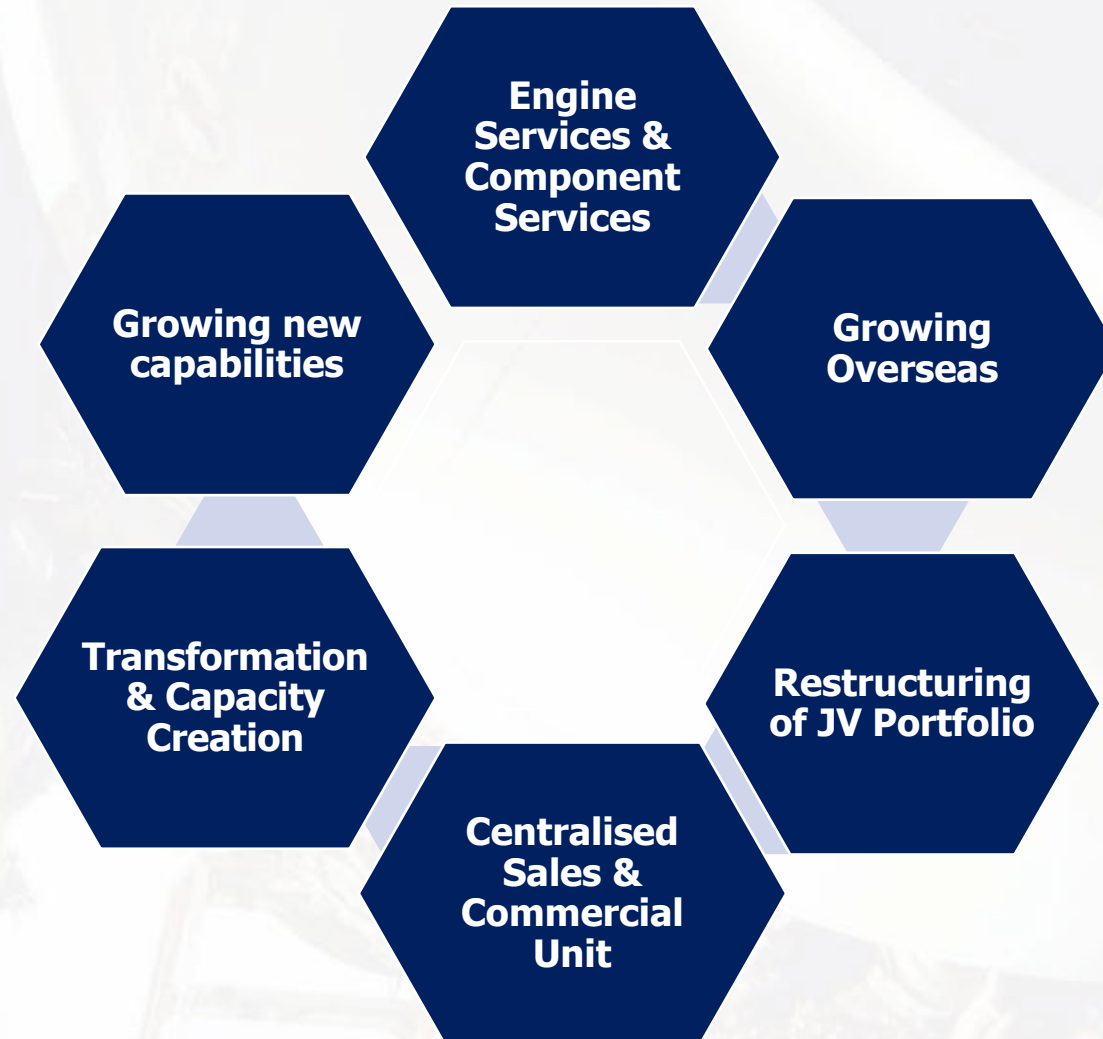 Engine
Services &
Component
Services
Growing new
capabilities
Growing
Overseas
Transformation
& Capacity
Creation
Restructuring
of JV Portfolio
Centralised
Sales &
Commercial
Unit